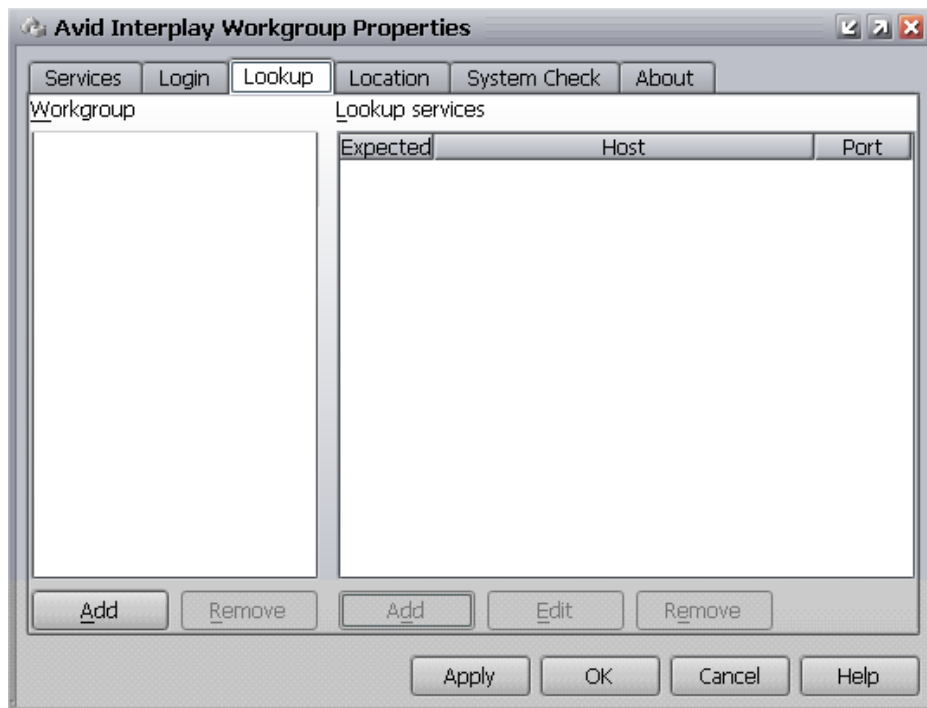 Avid Interplay Workgroup Properties
Services Login Lookup Location System Check About
Workgroup Lookup services
Expected Host Port
Add Remove Add Edit Remove
Apply OK Cancel Help